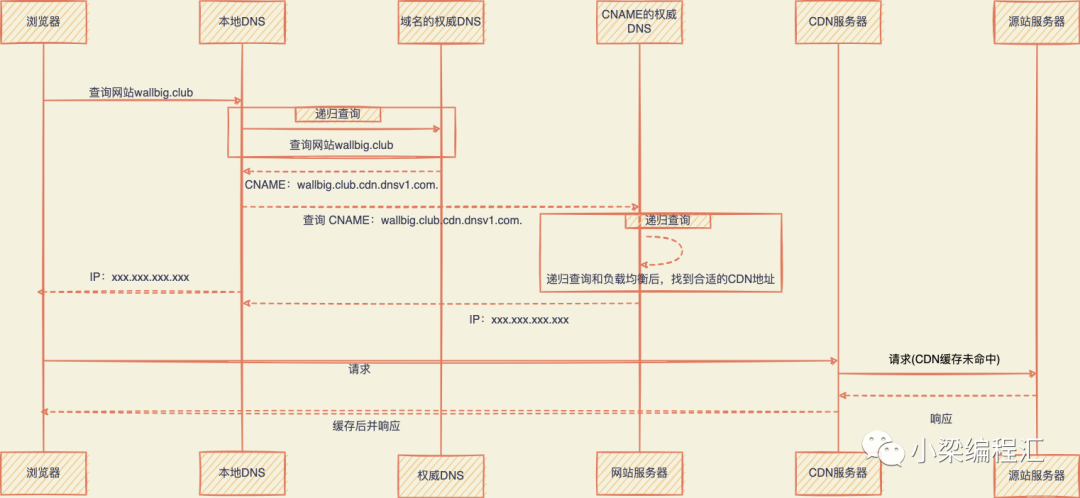 浏览器
本地DNS
域名的权威DNS
CNAME的权威
DNS
CDN服务器
源站服务器
查询网站wallbig.club
递归查询
查询网站wallbig.club
CNAME：wallbig.club.cdn.dnsv1.com.
查询 CNAME：wallbig.club.cdn.dnsv1.com.
递归查询
递归查询和负载均衡后，找到合适的CDN地址
IP：xxx.xxx.xxx.xxx
IP：xxx.xxx.xxx.xxx
请求
请求(CDN缓存未命中)
响应
缓存后并响应
小梁编程汇
浏览器
本地DNS
权威DNS
网站服务器
CDN服务器
源站服务器